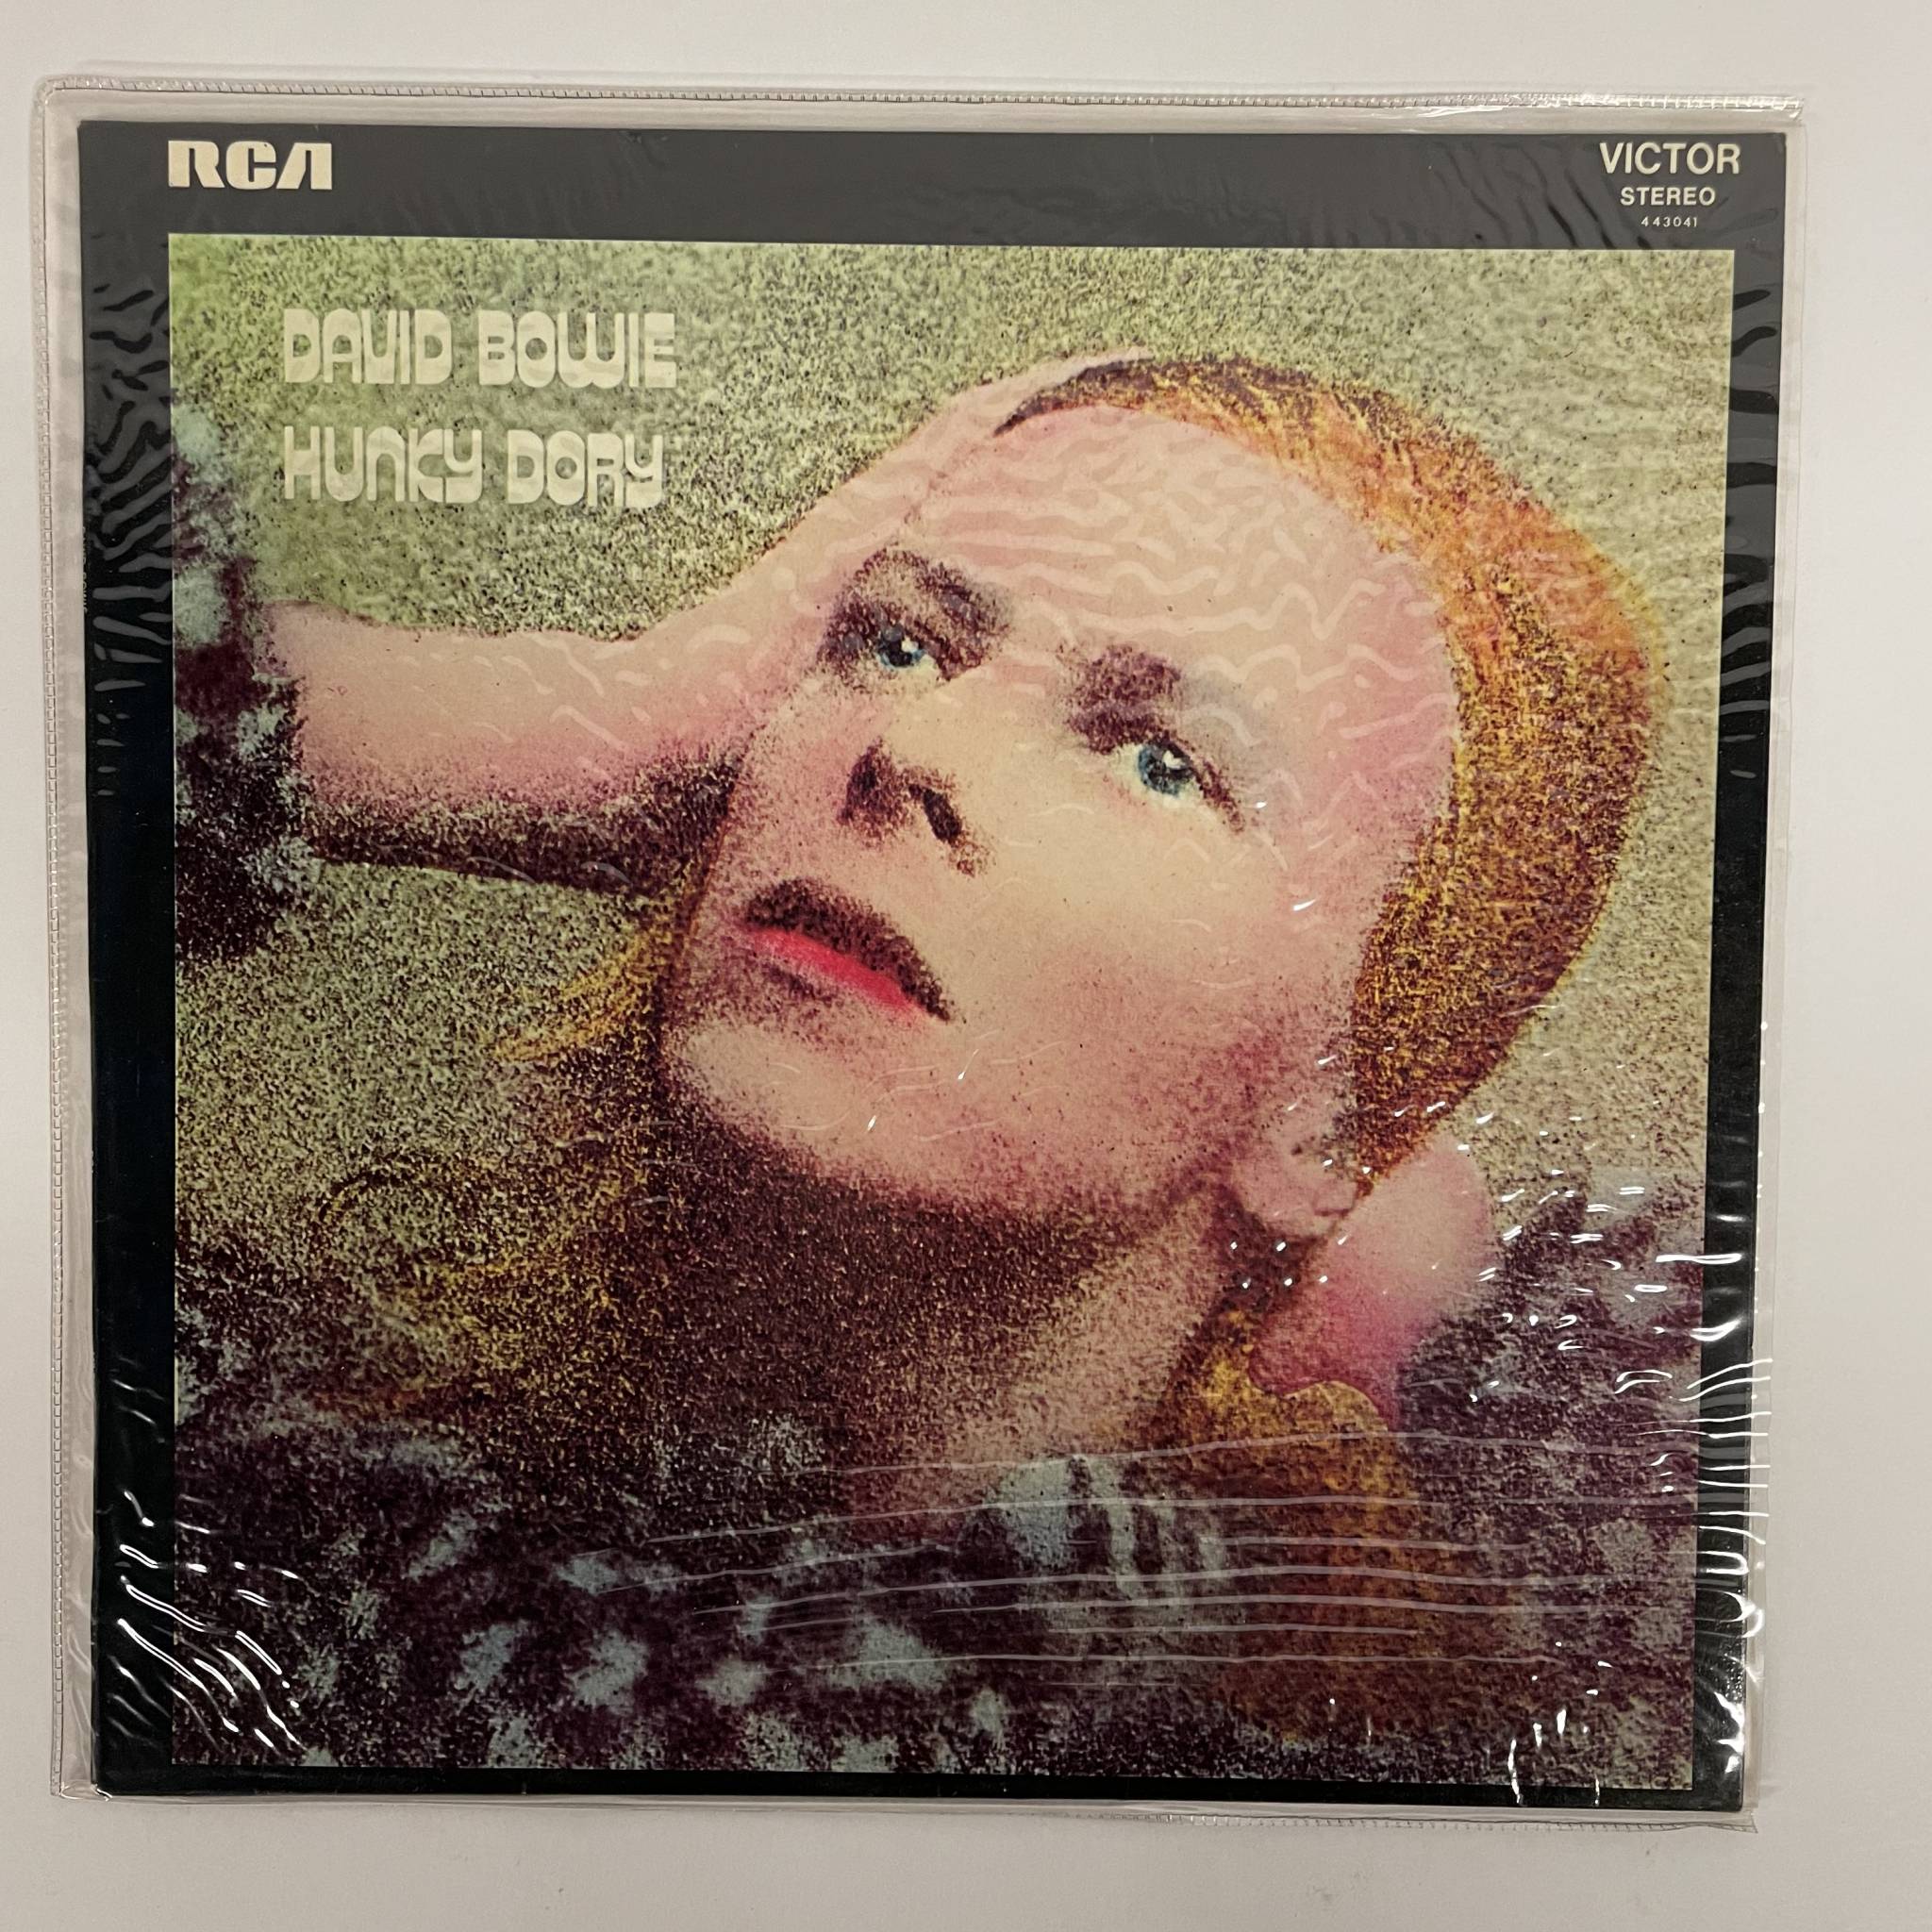 RCA
VICTOR
STEREO
443041
DAVID BOWIE
HUNKY DORY